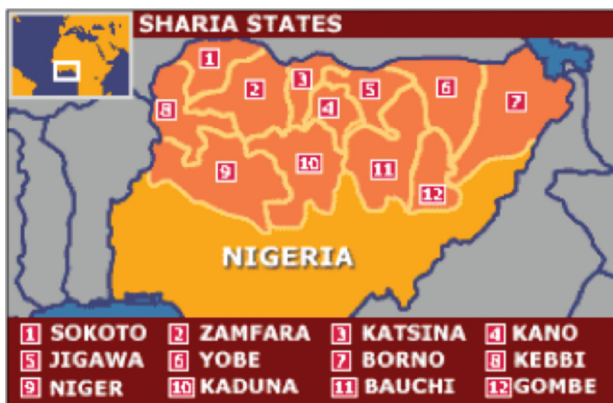 SHARIA STATES
1
2
3
4
5
6
7
8
9
10
11
12
NIGERIA
1 SOKOTO 2 ZAMFARA 3 KATSINA 4 KANO
5 JIGAWA 6 YOBE 7 BORNO 8 KEBBI
9 NIGER 10 KADUNA 11 BAUCHI 12 GOMBE